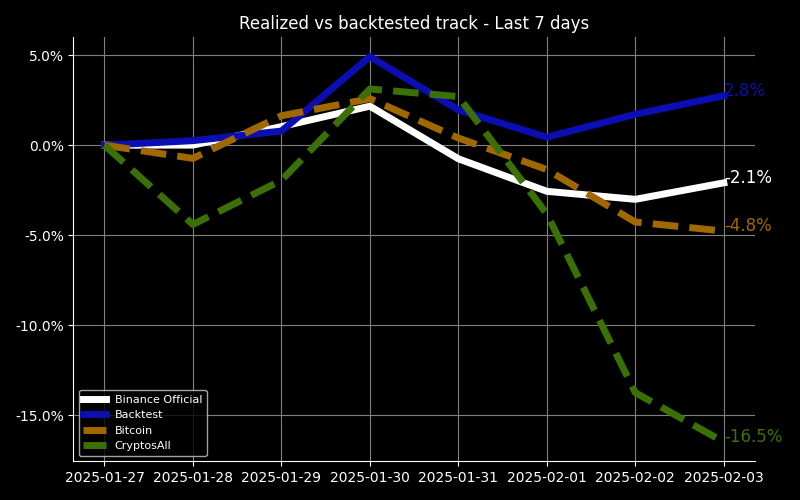 Realized vs backtested track - Last 7 days
5.0%
0.0%
-5.0%
-10.0%
-15.0%
2.8%
-2.1%
-4.8%
-16.5%
Binance Official
Backtest
Bitcoin
CryptosAll
2025-01-27 2025-01-28 2025-01-29 2025-01-30 2025-01-31 2025-02-01 2025-02-02 2025-02-03